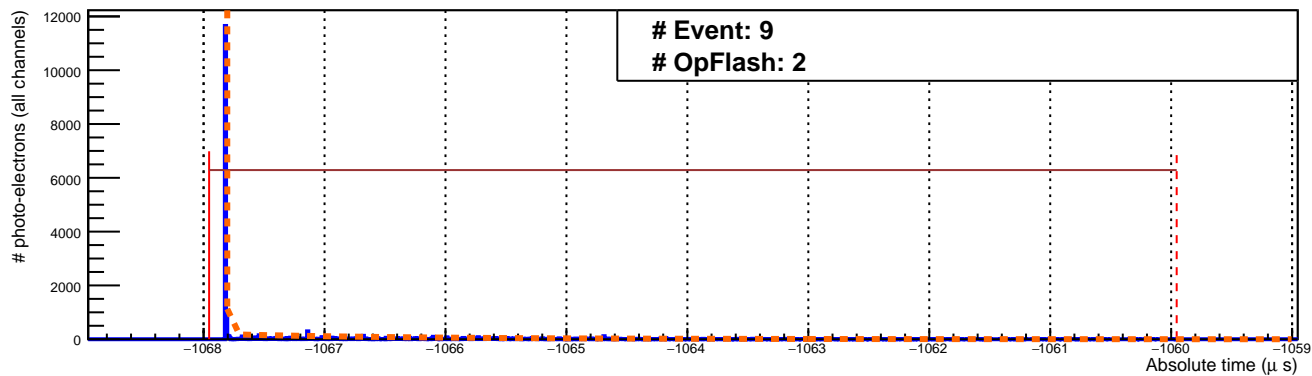 # Event: 9
# OpFlash: 2
# photo-electrons (all channels)
12000
10000
8000
6000
4000
2000
0
−1068 −1067 −1066 −1065 −1064 −1063 −1062 −1061 −1060 −1059
Absolute time (μ s)